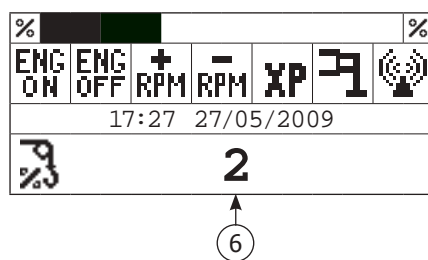 % %
ENG ON ENG OFF + RPM - RPM XP
17:27 27/05/2009
% 2
6